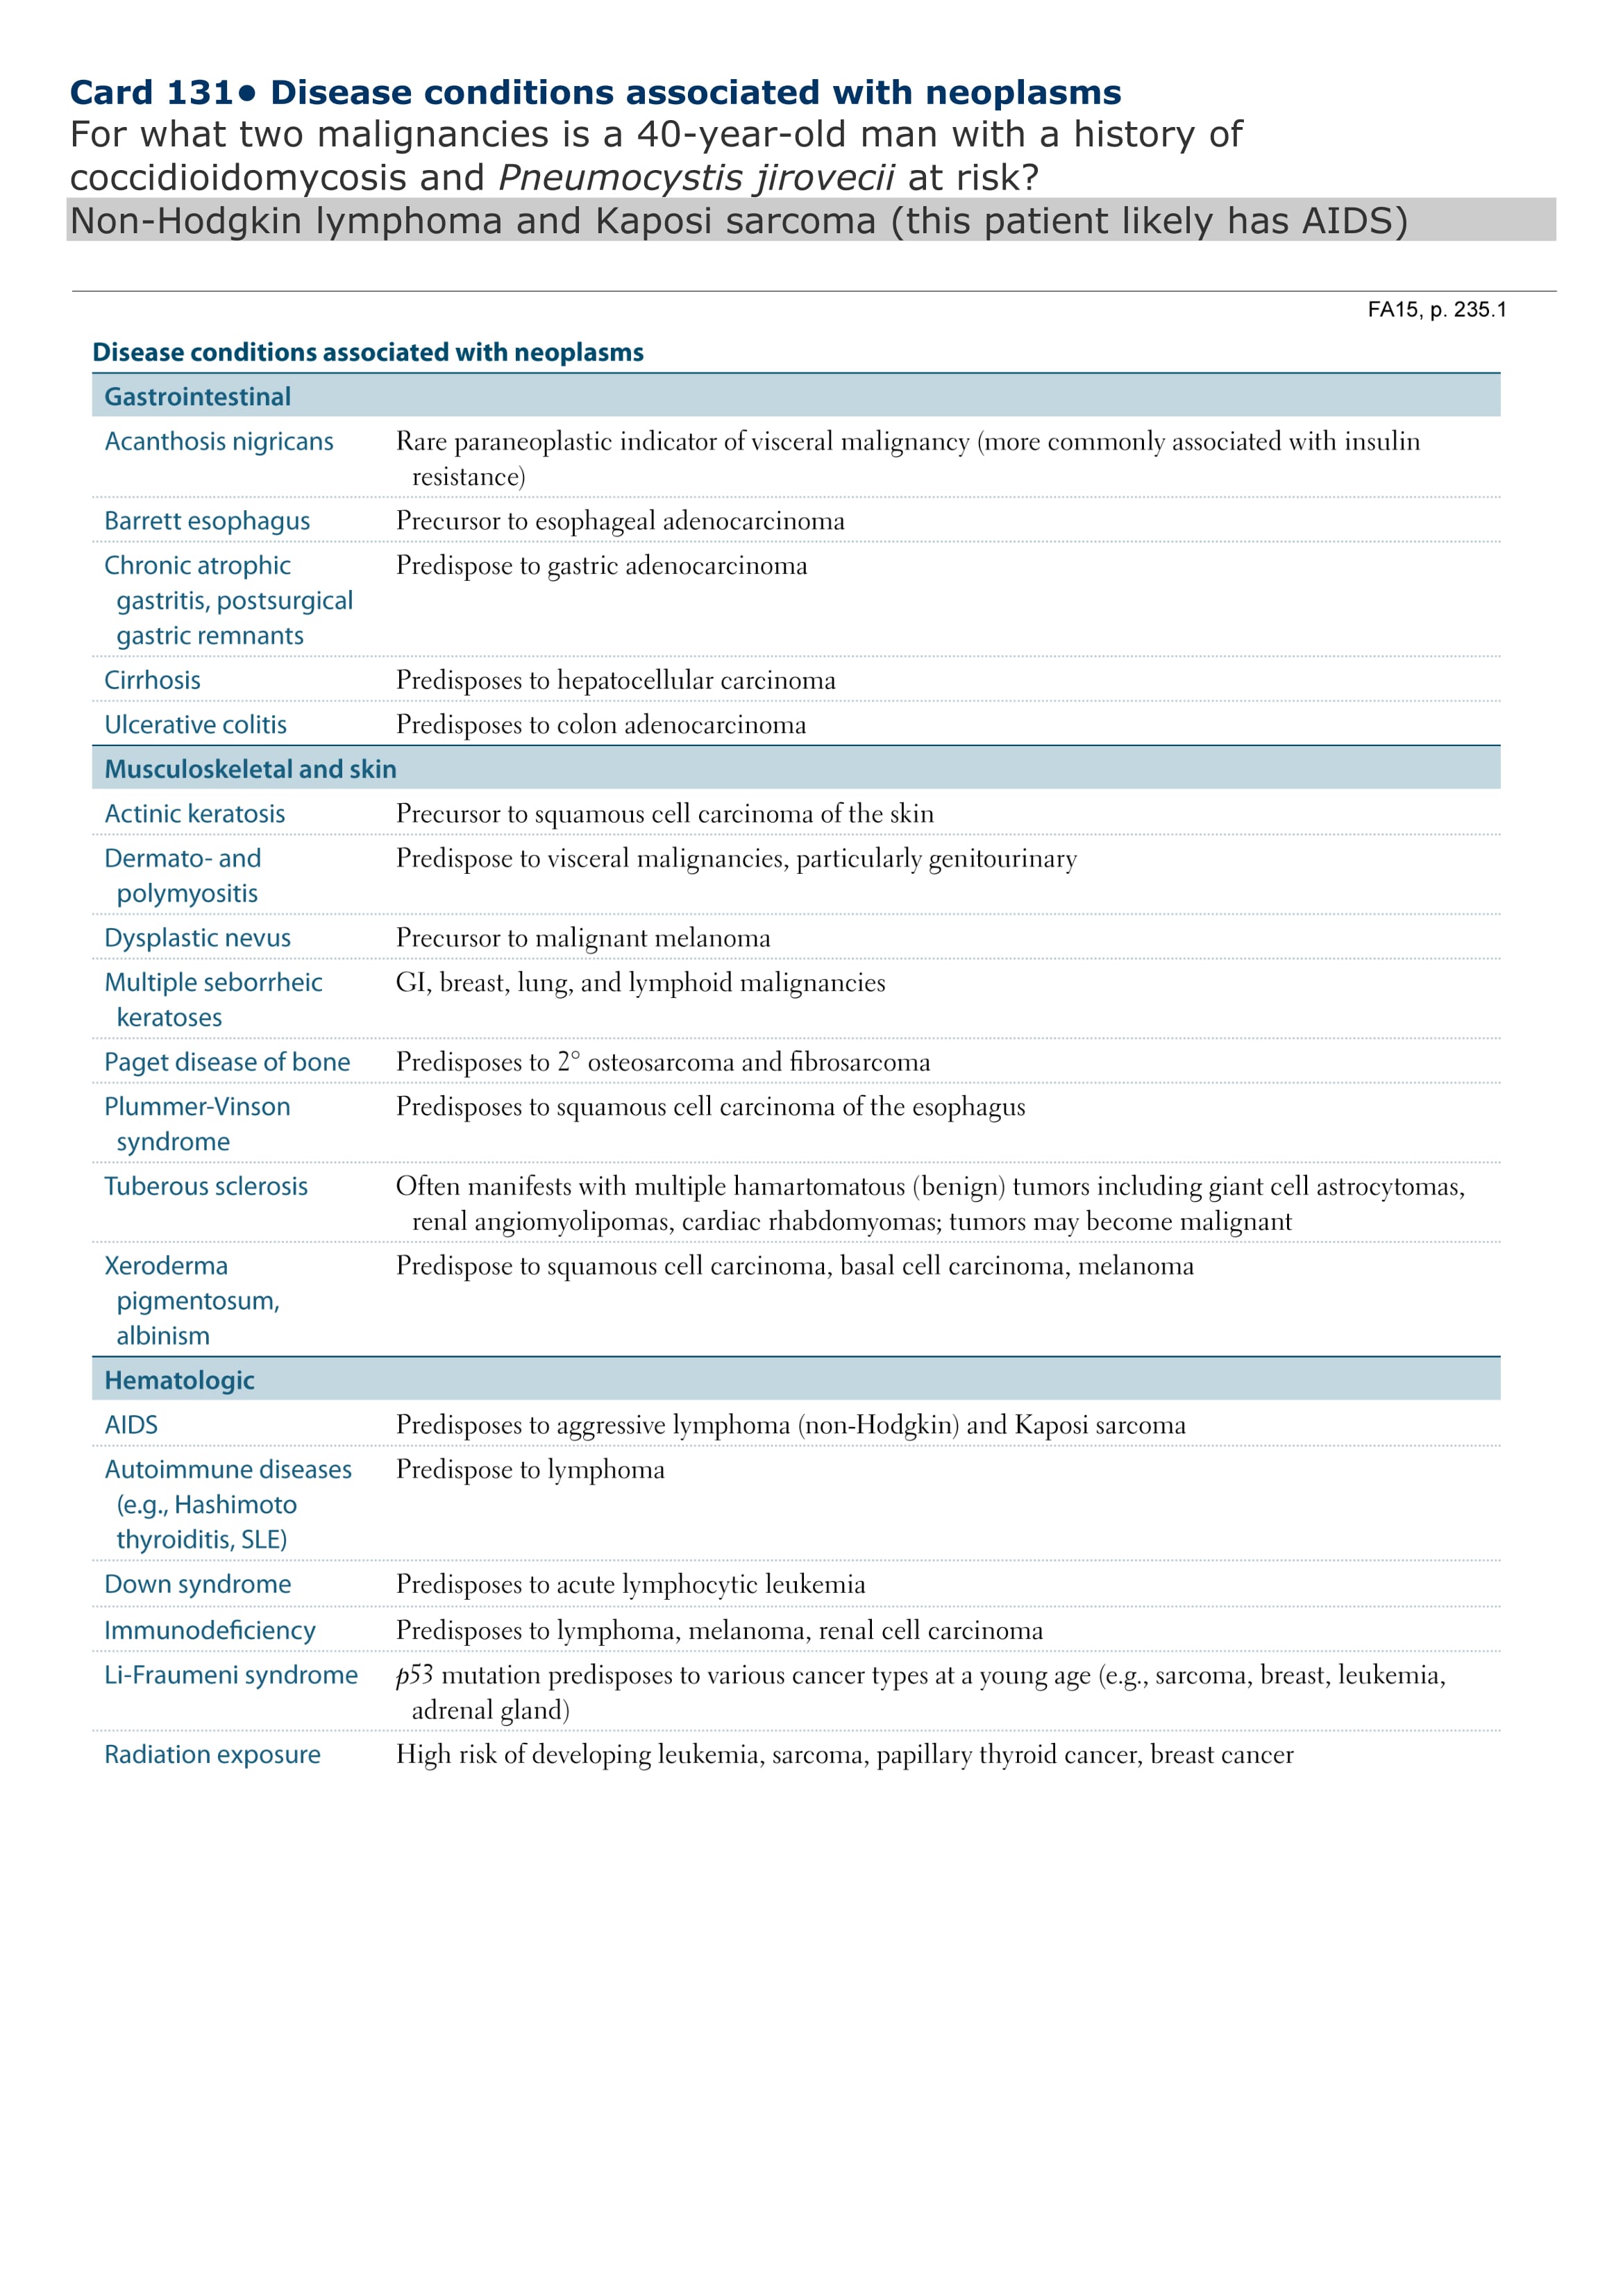 Card 131● Disease conditions associated with neoplasms
For what two malignancies is a 40-year-old man with a history of
coccidioidomycosis and Pneumocystis jirovecii at risk?
Non-Hodgkin lymphoma and Kaposi sarcoma (this patient likely has AIDS)
FA15, p. 235.1
Disease conditions associated with neoplasms
Gastrointestinal
Acanthosis nigricans Rare paraneoplastic indicator of visceral malignancy (more commonly associated with insulin
resistance)
Barrett esophagus Precursor to esophageal adenocarcinoma
Chronic atrophic Predispose to gastric adenocarcinoma
gastritis, postsurgical
gastric remnants
Cirrhosis Predisposes to hepatocellular carcinoma
Ulcerative colitis Predisposes to colon adenocarcinoma
Musculoskeletal and skin
Actinic keratosis Precursor to squamous cell carcinoma of the skin
Dermato- and Predispose to visceral malignancies, particularly genitourinary
polymyositis
Dysplastic nevus Precursor to malignant melanoma
Multiple seborrheic GI, breast, lung, and lymphoid malignancies
keratoses
Paget disease of bone Predisposes to 2° osteosarcoma and fibrosarcoma
Plummer-Vinson Predisposes to squamous cell carcinoma of the esophagus
syndrome
Tuberous sclerosis Often manifests with multiple hamartomatous (benign) tumors including giant cell astrocytomas,
renal angiomyolipomas, cardiac rhabdomyomas; tumors may become malignant
Xeroderma Predispose to squamous cell carcinoma, basal cell carcinoma, melanoma
pigmentosum,
albinism
Hematologic
AIDS Predisposes to aggressive lymphoma (non-Hodgkin) and Kaposi sarcoma
Autoimmune diseases Predispose to lymphoma
(e.g., Hashimoto
thyroiditis, SLE)
Down syndrome Predisposes to acute lymphocytic leukemia
Immunodeficiency Predisposes to lymphoma, melanoma, renal cell carcinoma
Li-Fraumeni syndrome p53 mutation predisposes to various cancer types at a young age (e.g., sarcoma, breast, leukemia,
adrenal gland)
Radiation exposure High risk of developing leukemia, sarcoma, papillary thyroid cancer, breast cancer